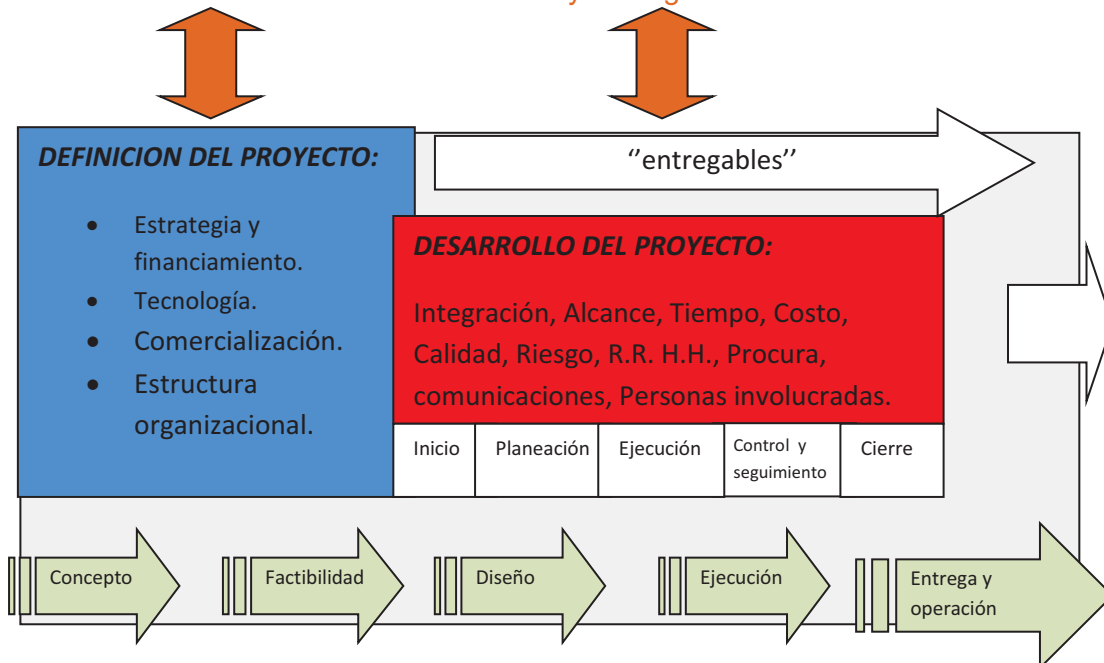 y
DEFINICION DEL PROYECTO:
• Estrategia y
financiamiento.
• Tecnología.
• Comercialización.
• Estructura
organizacional.
‘‘entregables’’
DESARROLLO DEL PROYECTO:
Integración, Alcance, Tiempo, Costo,
Calidad, Riesgo, R.R. H.H., Procura,
comunicaciones, Personas involucradas.
Inicio
Planeación
Ejecución
Control y
seguimiento
Cierre
Concepto
Factibilidad
Diseño
Ejecución
Entrega y
operación